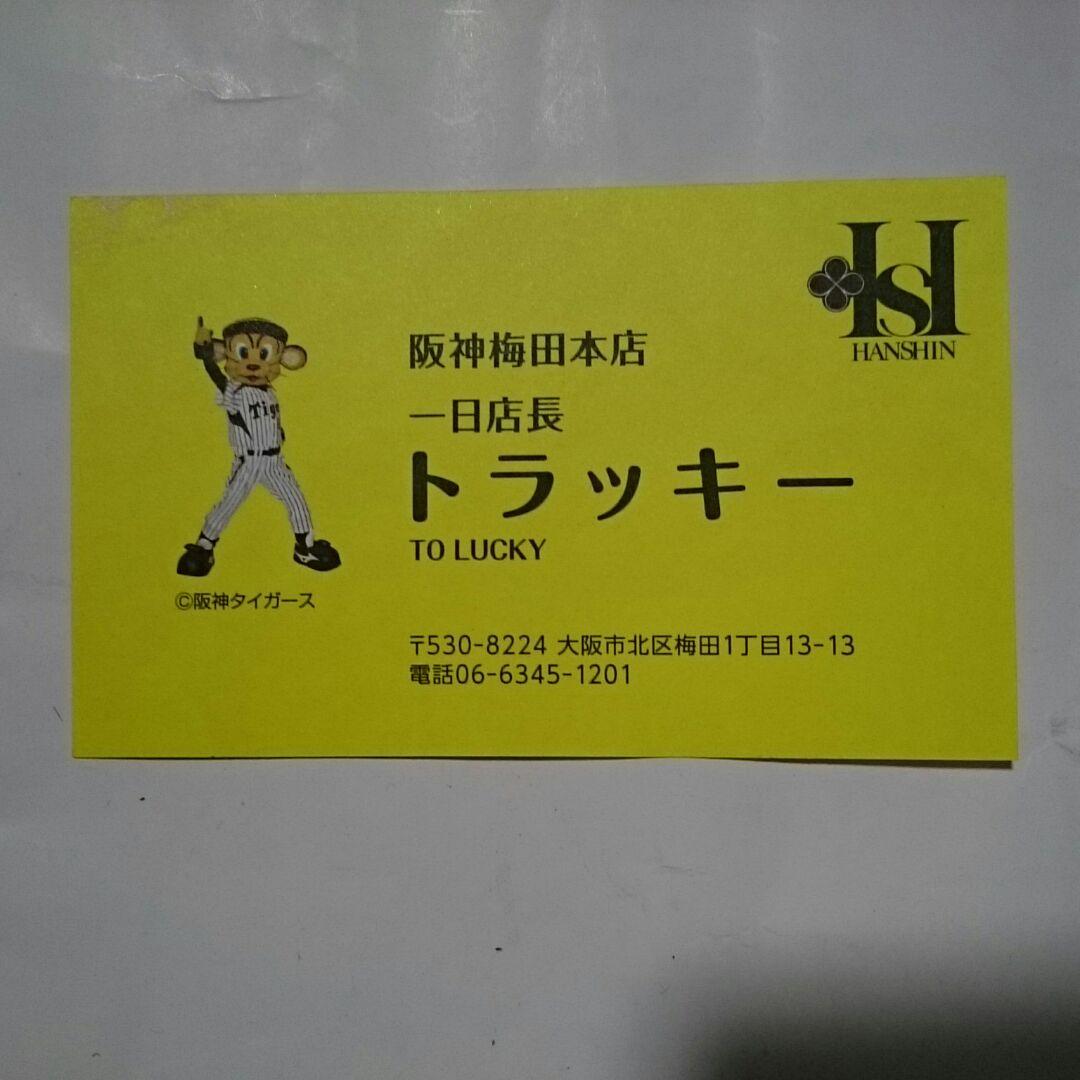 HS
HANSHIN
阪神梅田本店
一日店長
トラッキー
TO LUCKY
Tig
©阪神タイガース
〒530-8224 大阪市北区梅田1丁目13-13
電話06-6345-1201